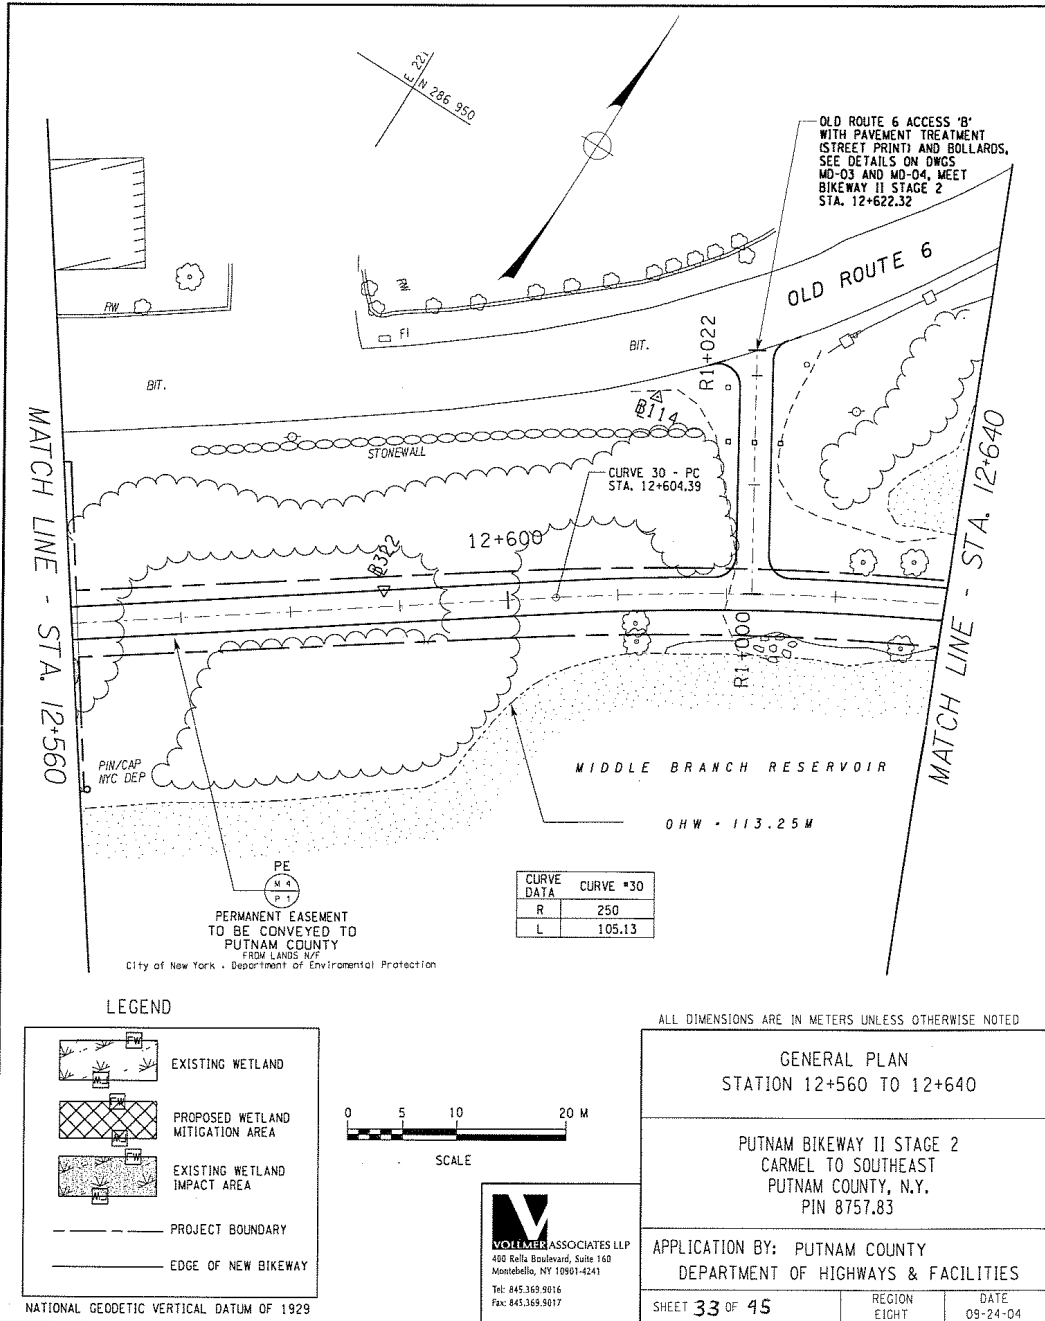 E 221
N 286 950
OLD ROUTE 6 ACCESS 'B'
WITH PAVEMENT TREATMENT
(STREET PRINT) AND BOLLARDS,
SEE DETAILS ON DWGS
MD-03 AND MD-04, MEET
BIKEWAY II STAGE 2
STA. 12+622.32
OLD ROUTE 6
RW
FI
BIT.
BIT.
R1+022
B114
STONEWALL
CURVE 30 - PC
STA. 12+604.39
MATCH LINE - STA. 12+560
MATCH LINE - STA. 12+640
12+600
B322
R1+000
PIN/CAP
NYC DEP
MIDDLE BRANCH RESERVOIR
OHW - 113.25M
PE
M 4
P 1
PERMANENT EASEMENT
TO BE CONVEYED TO
PUTNAM COUNTY
FROM LANDS N/F
City of New York - Department of Enviromental Protection
CURVE DATA CURVE #30
R 250
L 105.13
LEGEND
FW
EXISTING WETLAND
FW
PROPOSED WETLAND
MITIGATION AREA
FW
EXISTING WETLAND
IMPACT AREA
PROJECT BOUNDARY
EDGE OF NEW BIKEWAY
NATIONAL GEODETIC VERTICAL DATUM OF 1929
0 5 10 20 M
SCALE
VOLLMER ASSOCIATES LLP
400 Rella Boulevard, Suite 160
Montebello, NY 10901-4241
Tel: 845.369.9016
Fax: 845.369.9017
ALL DIMENSIONS ARE IN METERS UNLESS OTHERWISE NOTED
GENERAL PLAN
STATION 12+560 TO 12+640
PUTNAM BIKEWAY II STAGE 2
CARMEL TO SOUTHEAST
PUTNAM COUNTY, N.Y.
PIN 8757.83
APPLICATION BY: PUTNAM COUNTY
DEPARTMENT OF HIGHWAYS & FACILITIES
SHEET 33 OF 45
REGION
EIGHT
DATE
09-24-04